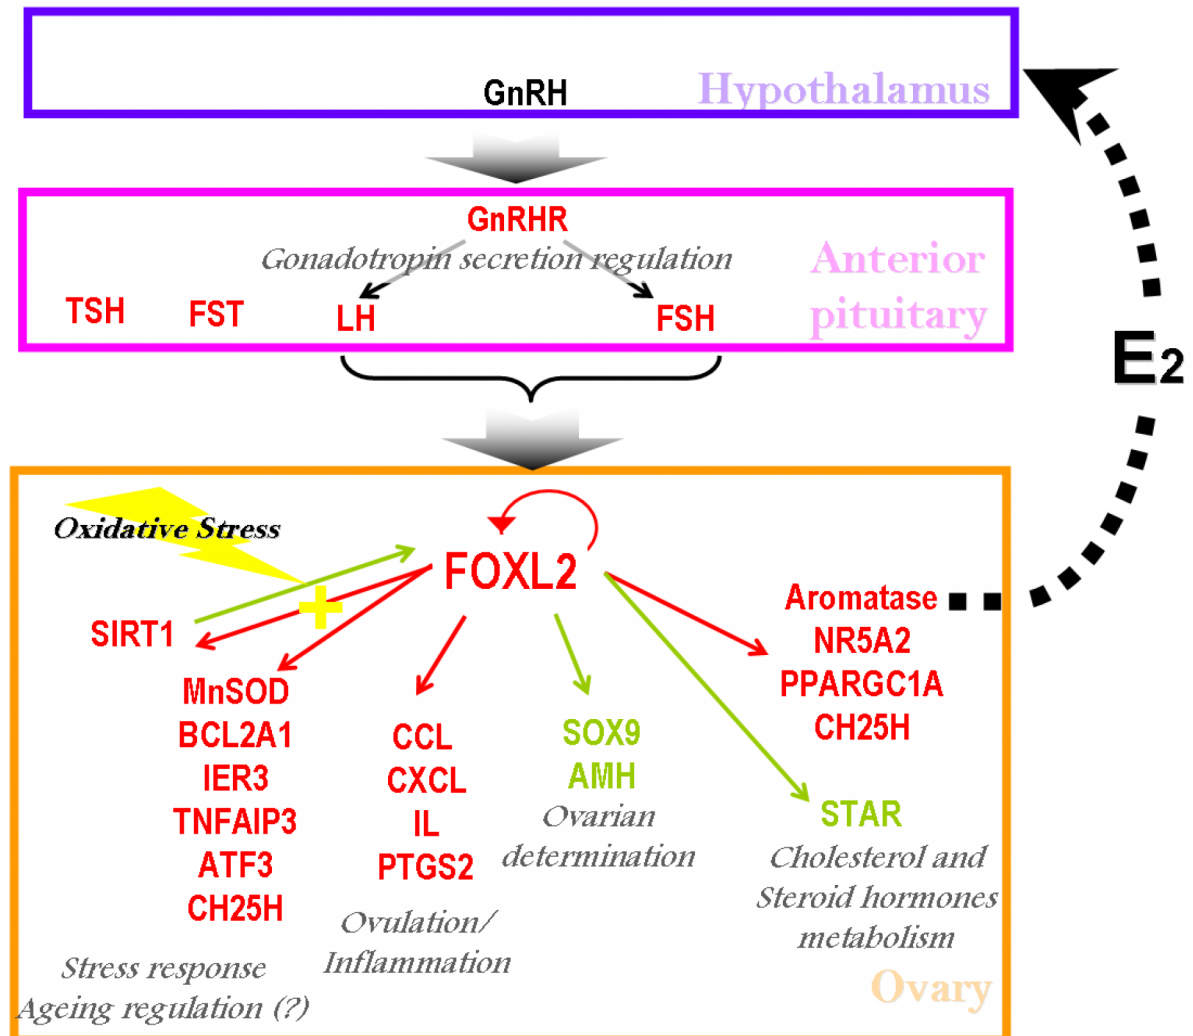 GnRH
Hypothalamus
GnRHR
Gonadotropin secretion regulation
Anterior
pituitary
TSH
FST
LH
FSH
E2
Oxidative Stress
FOXL2
+
SIRT1
MnSOD
BCL2A1
IER3
TNFAIP3
ATF3
CH25H
Stress response
Ageing regulation (?)
CCL
CXCL
IL
PTGS2
Ovulation/
Inflammation
SOX9
AMH
Ovarian
determination
Aromatase
NR5A2
PPARGC1A
CH25H
STAR
Cholesterol and
Steroid hormones
metabolism
Ovary